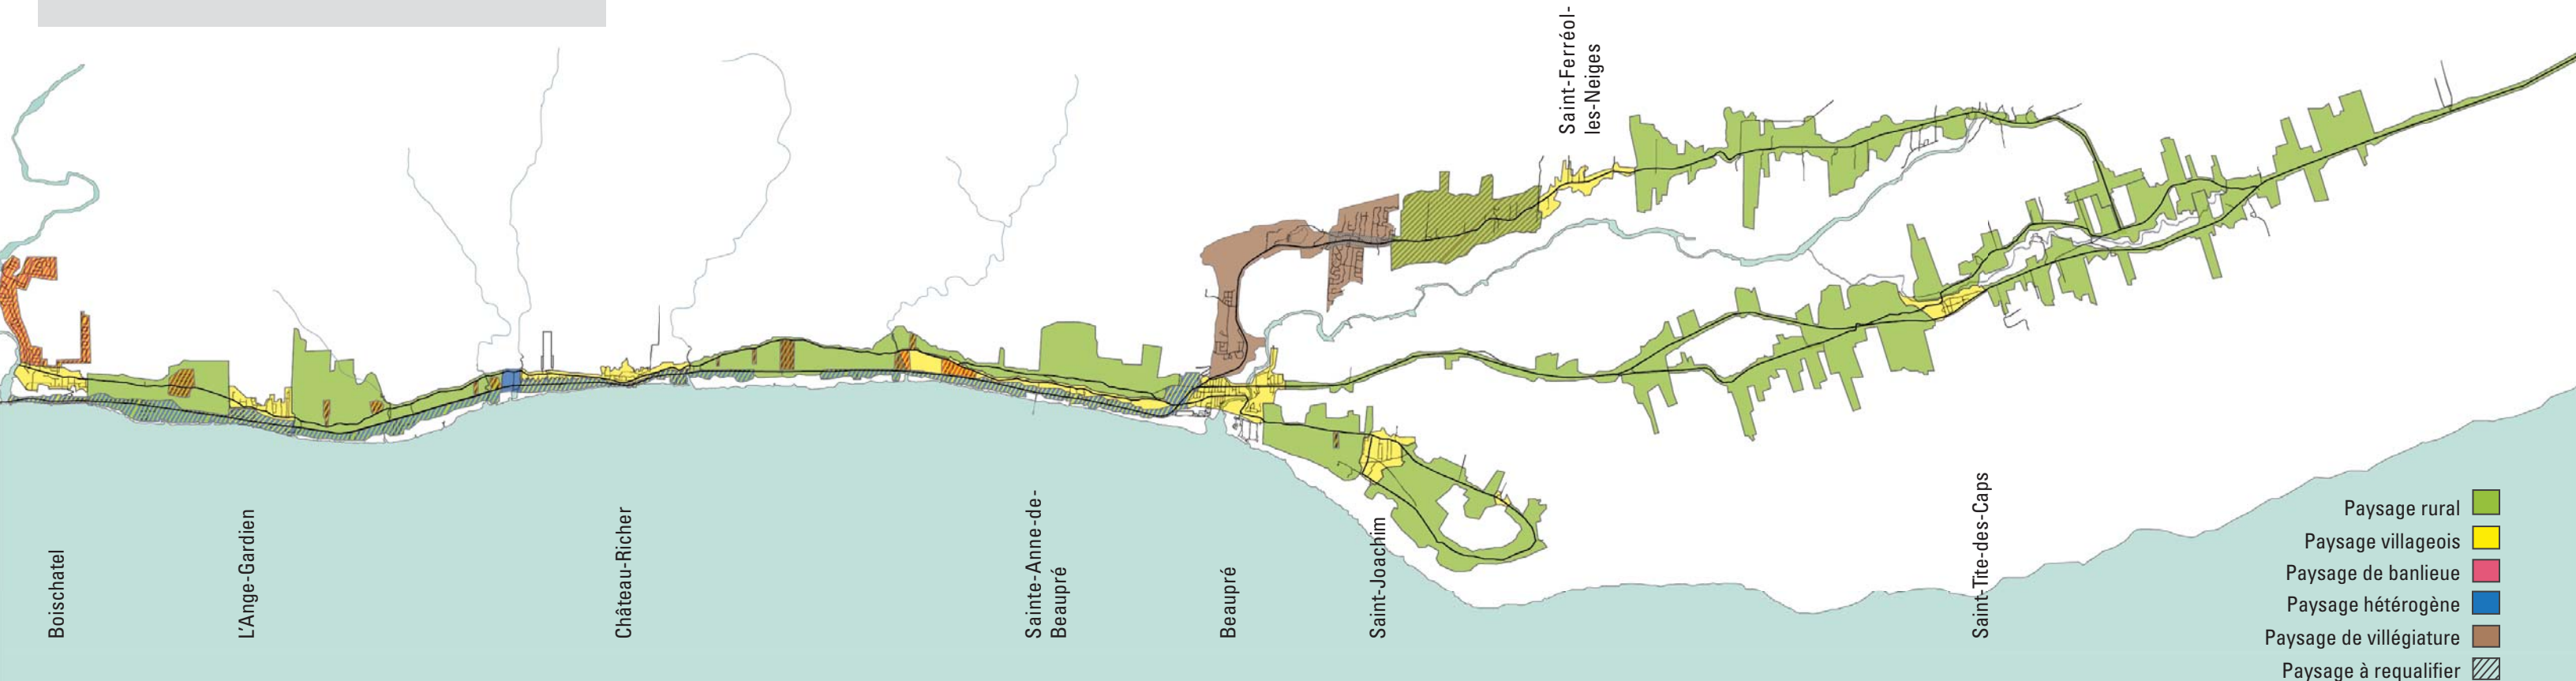 Saint-Ferréol-
les-Neiges
Boischatel
L'Ange-Gardien
Château-Richer
Sainte-Anne-de-
Beaupré
Beaupré
Saint-Joachim
Saint-Tite-des-Caps
Paysage rural
Paysage villageois
Paysage de banlieue
Paysage hétérogène
Paysage de villégiature
Paysage à requalifier